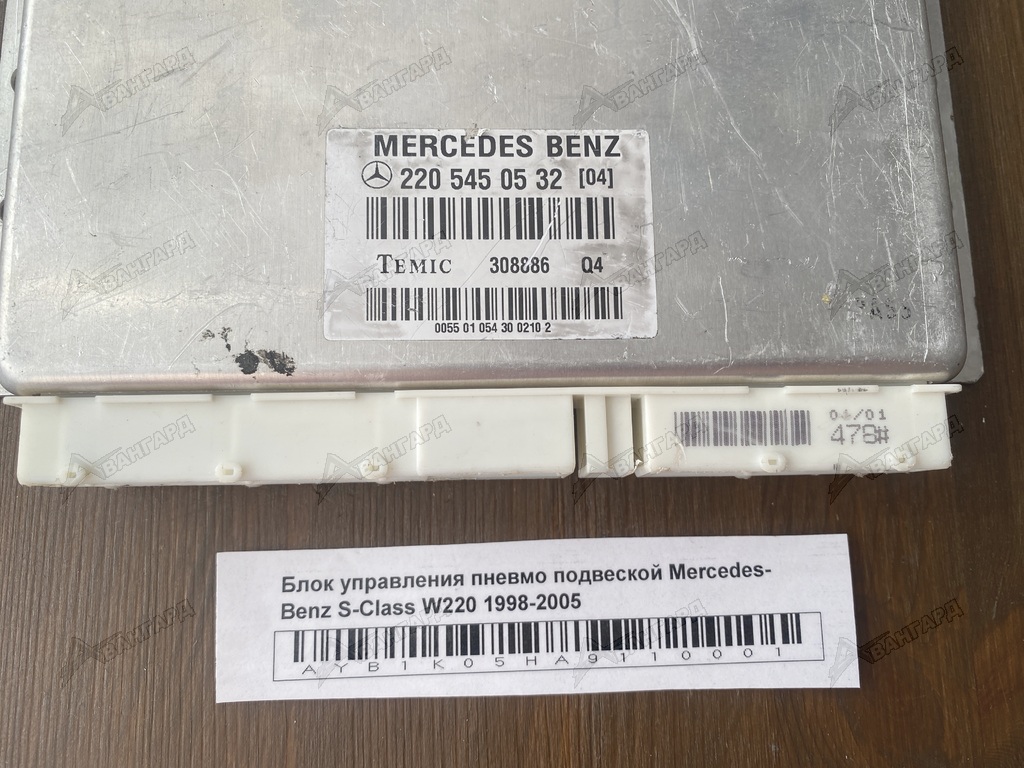 MERCEDES BENZ
220 545 05 32 [04]
TEMIC 308886 Q4
0055 01 054 30 0210 2
04/01
478#
Блок управления пневмо подвеской Mercedes-
Benz S-Class W220 1998-2005
AYB1K05HA9110001
АВАНГАРД